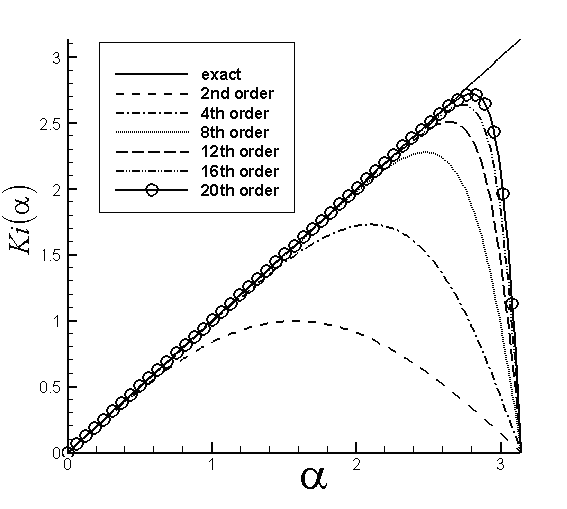 exact
2nd order
4th order
8th order
12th order
16th order
20th order
3
2.5
2
1.5
1
0.5
0
Ki(α)
0
1
2
3
α